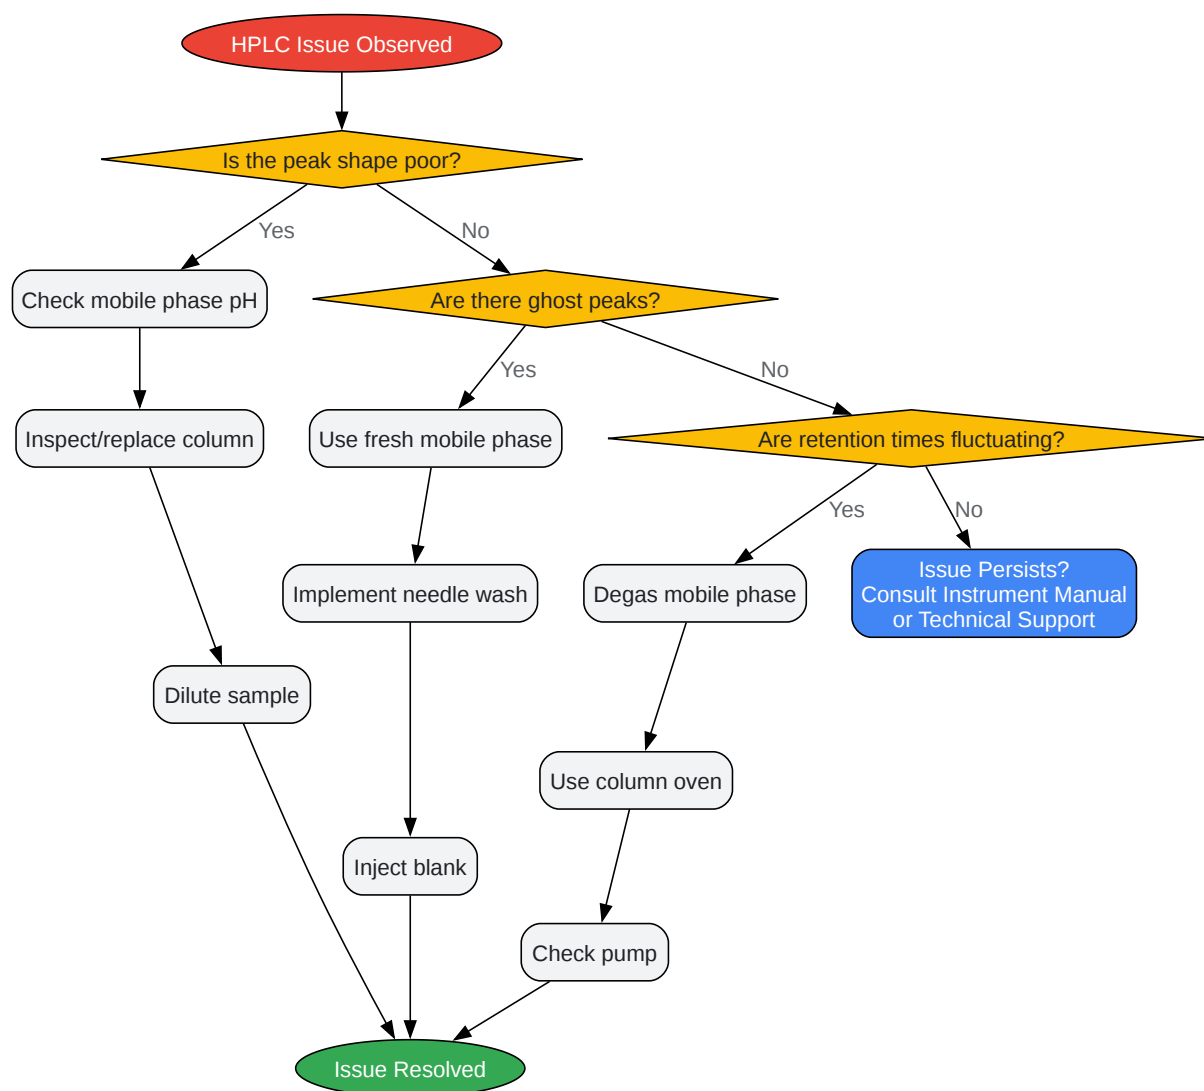 HPLC Issue Observed
Is the peak shape poor?
Yes
No
Check mobile phase pH
Are there ghost peaks?
Yes
No
Inspect/replace column
Use fresh mobile phase
Are retention times fluctuating?
Yes
No
Implement needle wash
Degas mobile phase
Issue Persists?
Consult Instrument Manual
or Technical Support
Dilute sample
Use column oven
Inject blank
Check pump
Issue Resolved